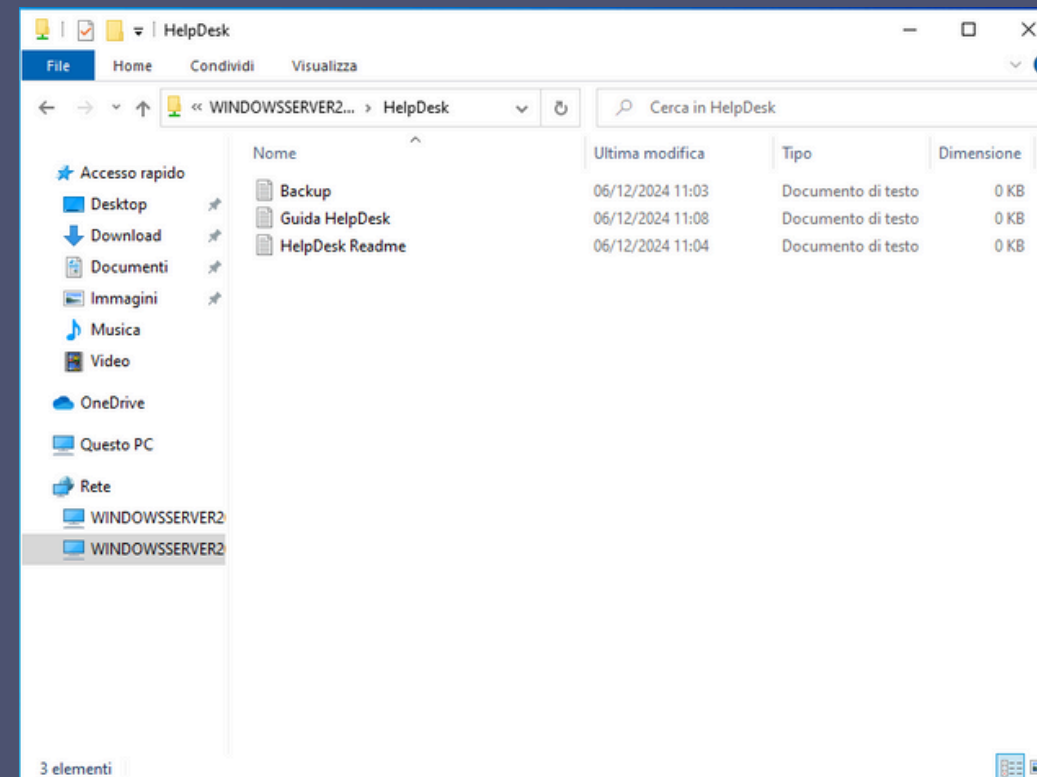 HelpDesk
File Home Condividi Visualizza
« WINDOWSSERVER2... › HelpDesk Cerca in HelpDesk
Nome Ultima modifica Tipo Dimensione
Accesso rapido
Desktop
Download
Documenti
Immagini
Musica
Video
OneDrive
Questo PC
Rete
WINDOWSSERVER2
WINDOWSSERVER2
Backup 06/12/2024 11:03 Documento di testo 0 KB
Guida HelpDesk 06/12/2024 11:08 Documento di testo 0 KB
HelpDesk Readme 06/12/2024 11:04 Documento di testo 0 KB
3 elementi